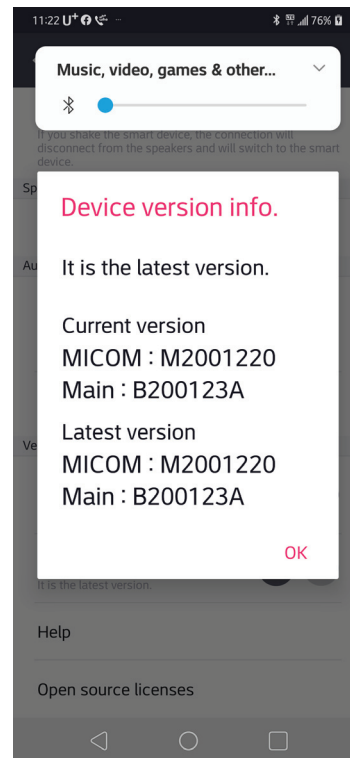 11:22 U+ 76%
Music, video, games & other...
If you shake the smart device, the connection will
disconnect from the speakers and will switch to the smart
device.
Sp
Device version info.
Au
It is the latest version.
Current version
MICOM : M2001220
Main : B200123A
Latest version
Ve
MICOM : M2001220
Main : B200123A
OK
It is the latest version.
Help
Open source licenses